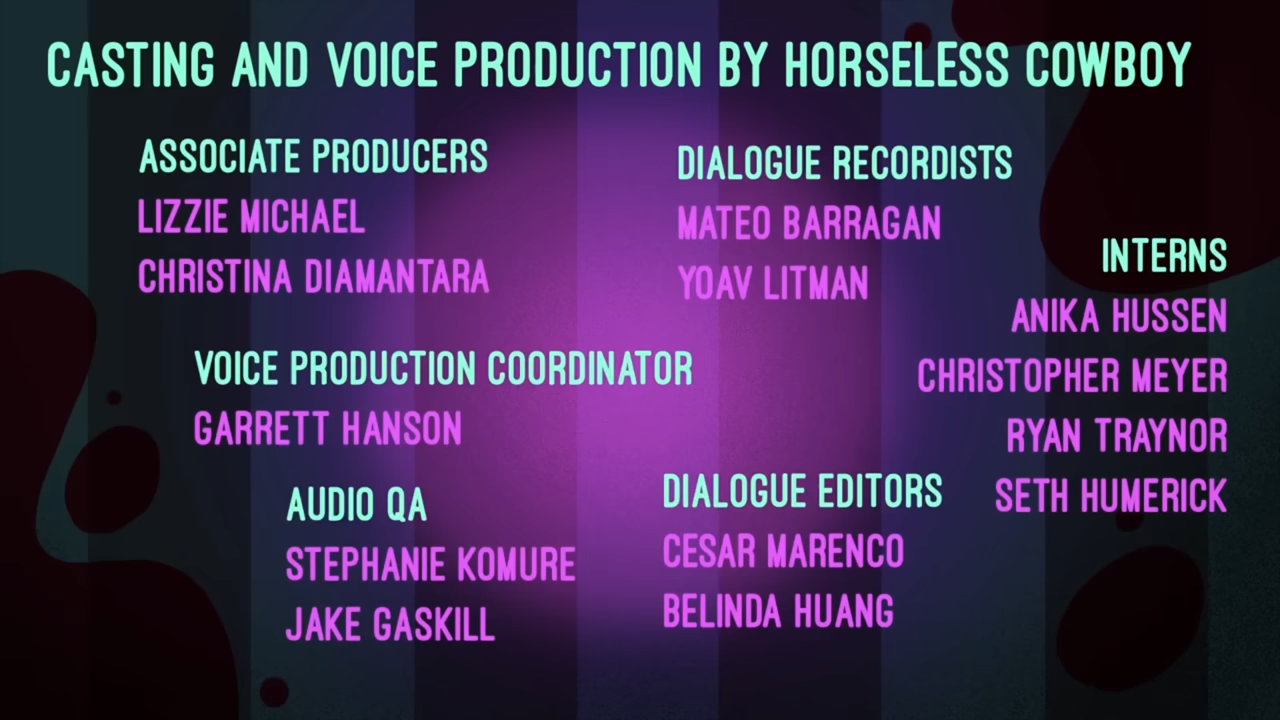 CASTING AND VOICE PRODUCTION BY HORSELESS COWBOY
ASSOCIATE PRODUCERS
LIZZIE MICHAEL
CHRISTINA DIAMANTARA
VOICE PRODUCTION COORDINATOR
GARRETT HANSON
AUDIO QA
STEPHANIE KOMURE
JAKE GASKILL
DIALOGUE RECORDISTS
MATEO BARRAGAN
YOAV LITMAN
DIALOGUE EDITORS
CESAR MARENCO
BELINDA HUANG
INTERNS
ANIKA HUSSEN
CHRISTOPHER MEYER
RYAN TRAYNOR
SETH HUMERICK